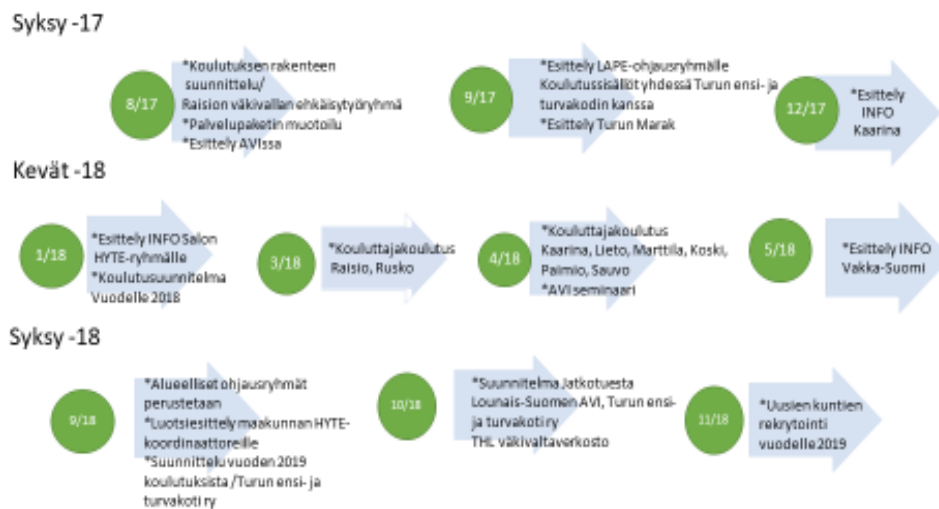 Syksy -17
8/17
*Koulutuksen rakenteen
suunnittelu/
Raision väkivallan ehkäisytyöryhmä
*Palvelupaketin muotoilu
*Esittely AVIssa
9/17
*Esittely LAPE-ohjausryhmälle
Koulutussisällöt yhdessä Turun ensi- ja
turvakodin kanssa
*Esittely Turun Marak
12/17
*Esittely
INFO
Kaarina
Kevät -18
1/18
*Esittely INFO Salon
HYTE-ryhmälle
*Koulutusuunnitelma
Vuodelle 2018
3/18
*Kouluttajakoulutus
Raisio, Rusko
4/18
*Kouluttajakoulutus
Kaarina, Lieto, Marttila, Koski,
Paimio, Sauvo
*AVI seminaari
5/18
*Esittely INFO
Vakka-Suomi
Syksy -18
9/18
*Alueelliset ohjausryhmät
perustetaan
*Luotsiesittely maakunnan HYTE-
koordinaattoreille
*Suunnittelu vuoden 2019
koulutuksista /Turun ensi- ja
turvakoti ry
10/18
*Suunnitelma Jatkotuesta
Lounais-Suomen AVI, Turun ensi-
ja turvakoti ry
THL väkivaltaverkosto
11/18
*Uusien kuntien
rekrytointi
vuodelle 2019